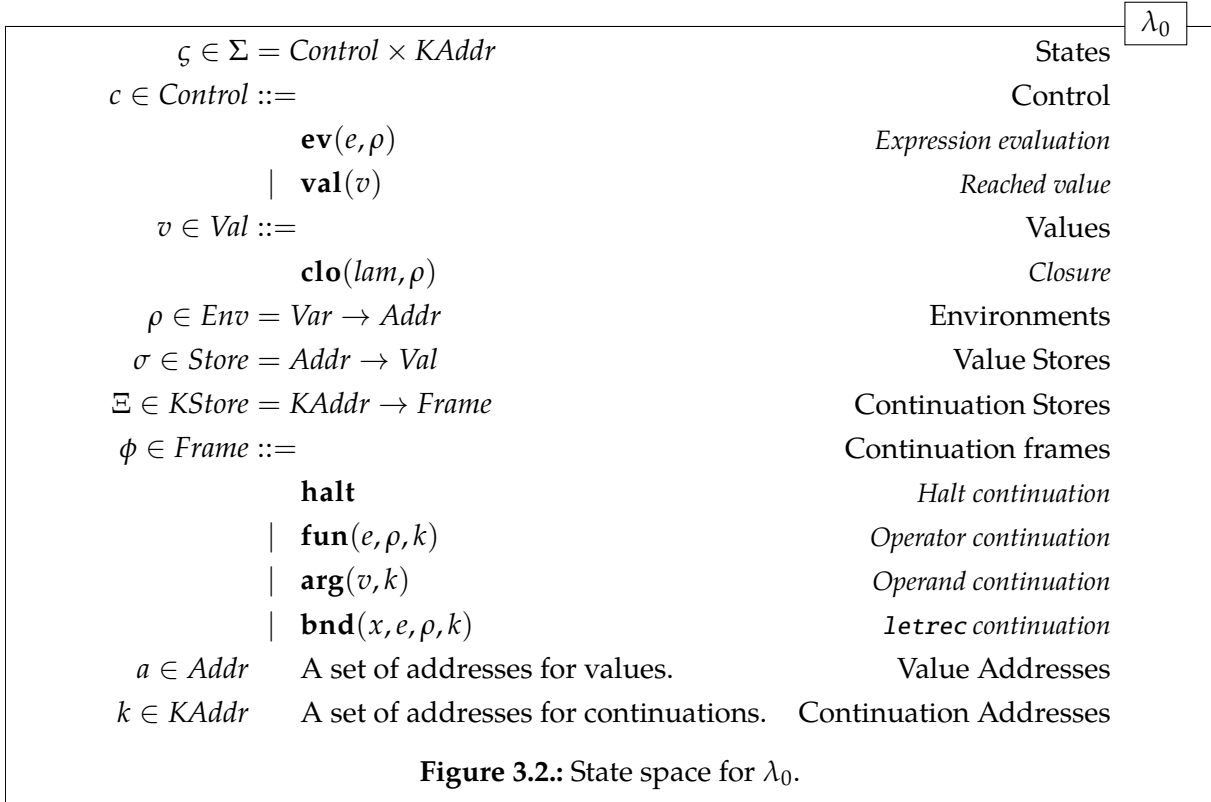 λ₀
ς ∈ Σ = Control × KAddr States
c ∈ Control ::= Control
ev(e, ρ) Expression evaluation
| val(v) Reached value
v ∈ Val ::= Values
clo(lam, ρ) Closure
ρ ∈ Env = Var → Addr Environments
σ ∈ Store = Addr → Val Value Stores
Ξ ∈ KStore = KAddr → Frame Continuation Stores
ϕ ∈ Frame ::= Continuation frames
halt Halt continuation
| fun(e, ρ, k) Operator continuation
| arg(v, k) Operand continuation
| bnd(x, e, ρ, k) letrec continuation
a ∈ Addr A set of addresses for values. Value Addresses
k ∈ KAddr A set of addresses for continuations. Continuation Addresses
Figure 3.2.: State space for λ₀.